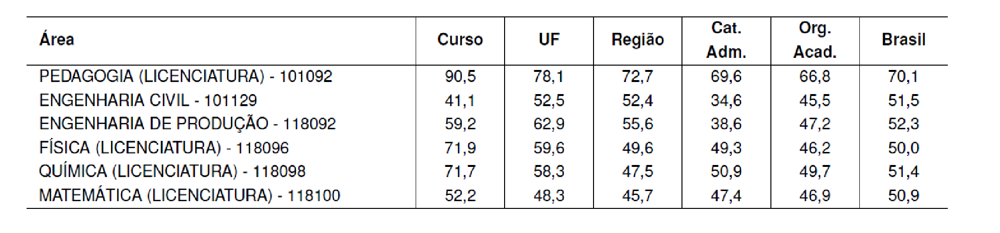 Área Curso UF Região Cat. Adm. Org. Acad. Brasil
PEDAGOGIA (LICENCIATURA) - 101092 90,5 78,1 72,7 69,6 66,8 70,1
ENGENHARIA CIVIL - 101129 41,1 52,5 52,4 34,6 45,5 51,5
ENGENHARIA DE PRODUÇÃO - 118092 59,2 62,9 55,6 38,6 47,2 52,3
FÍSICA (LICENCIATURA) - 118096 71,9 59,6 49,6 49,3 46,2 50,0
QUÍMICA (LICENCIATURA) - 118098 71,7 58,3 47,5 50,9 49,7 51,4
MATEMÁTICA (LICENCIATURA) - 118100 52,2 48,3 45,7 47,4 46,9 50,9